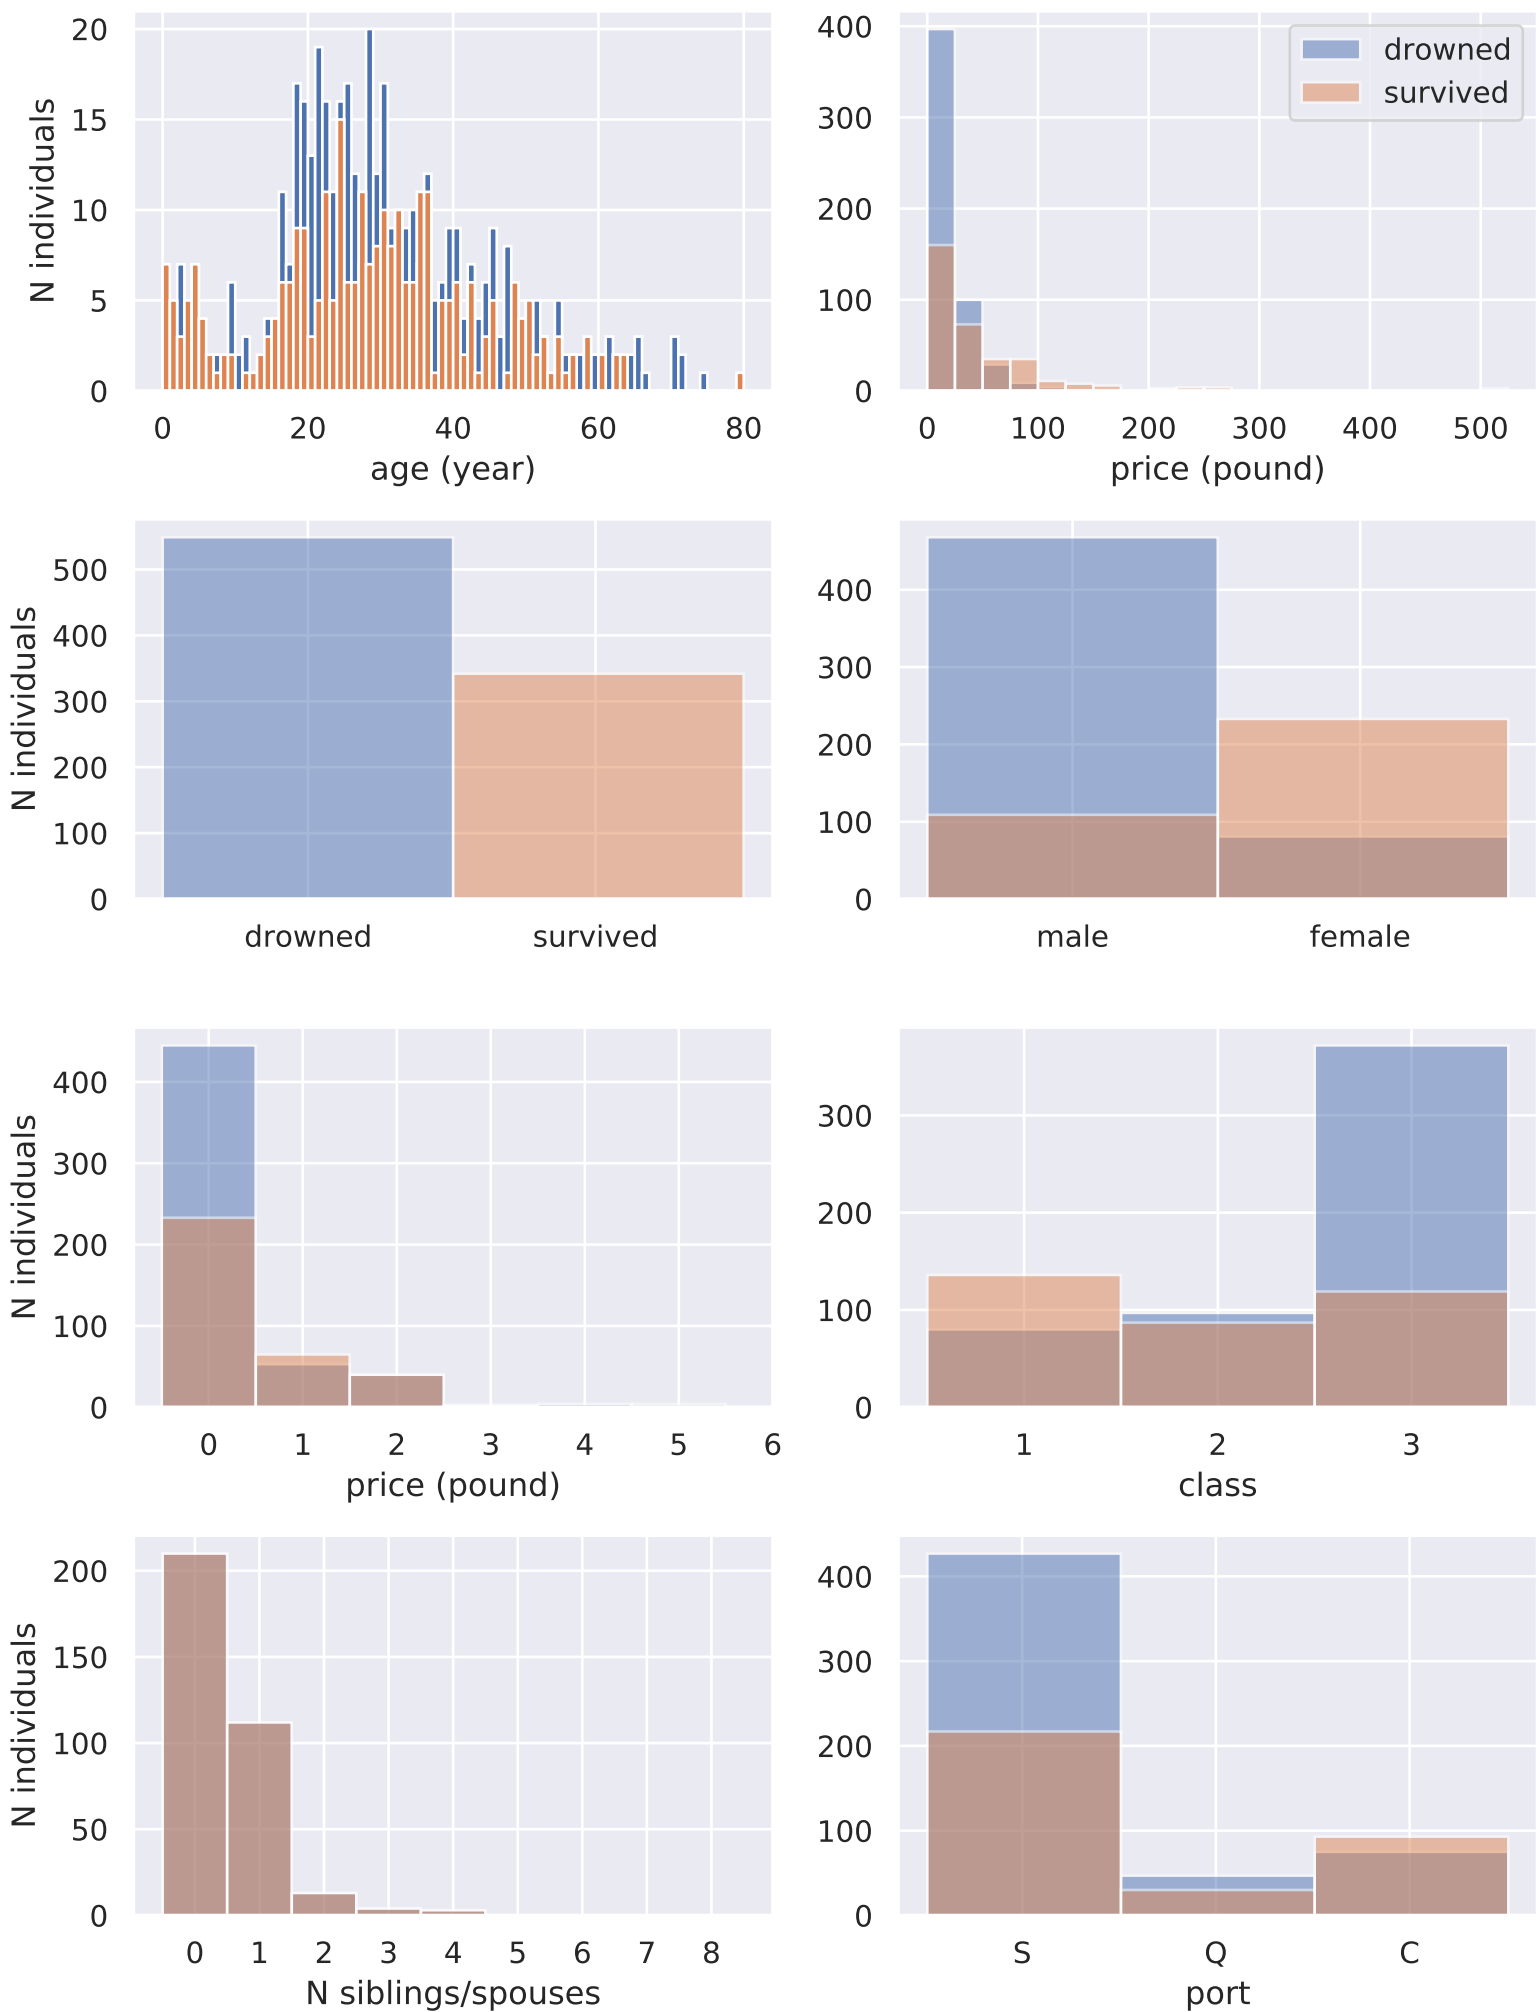 20
15
10
5
0
N individuals
0 20 40 60 80
age (year)
400
300
200
100
0
drowned
survived
0 100 200 300 400 500
price (pound)
500
400
300
200
100
0
N individuals
drowned survived
400
300
200
100
0
male female
400
300
200
100
0
N individuals
0 1 2 3 4 5 6
price (pound)
300
200
100
0
1 2 3
class
200
150
100
50
0
N individuals
0 1 2 3 4 5 6 7 8
N siblings/spouses
400
300
200
100
0
S Q C
port